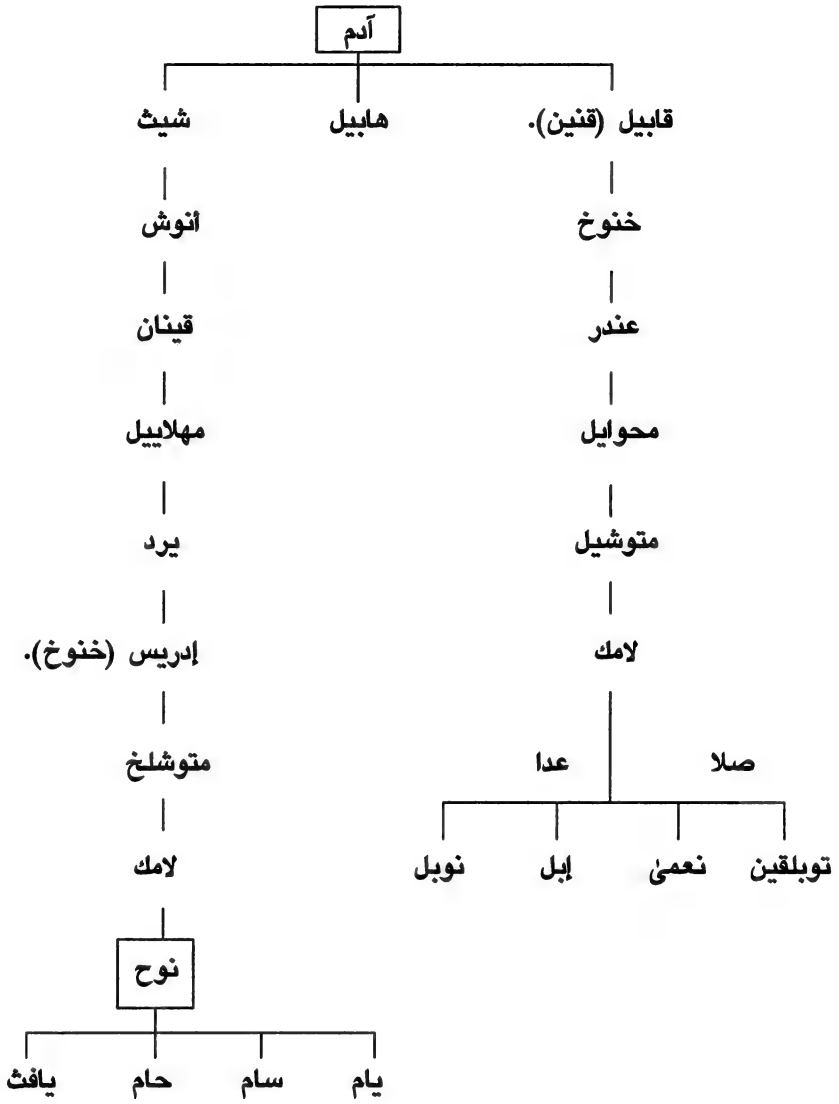 آدم
قابيل (قنين). هابيل شيث
خنوخ أنوش
عندر قينان
محوايل مهلاييل
متوشيل يرد
لامك إدريس (خنوخ).
صلا عدا متوشلخ
توبلقين نعمىٰ إبل نوبل لامك
نوح
يام سام حام يافث